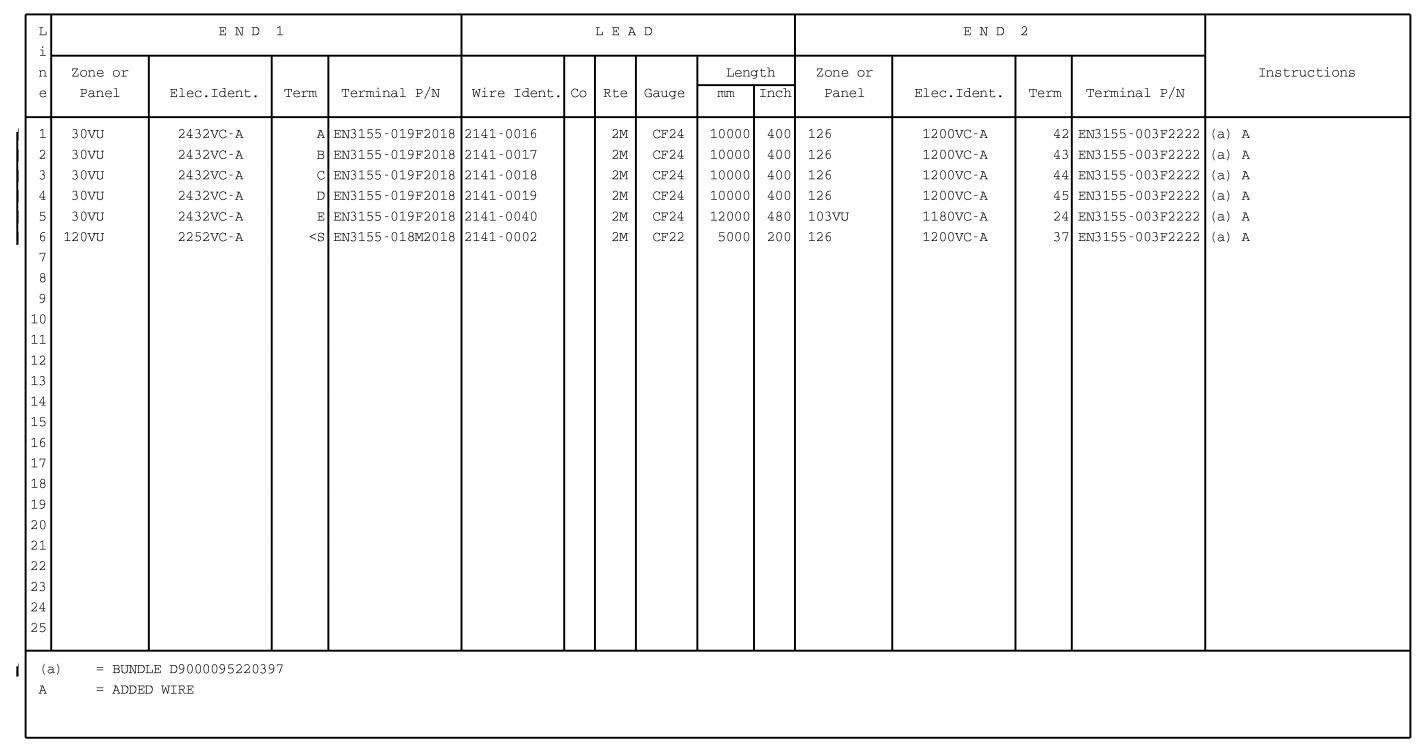 L
i
n
e
E N D 1 L E A D E N D 2
Zone or Length Zone or Instructions
Panel Elec.Ident. Term Terminal P/N Wire Ident. Co Rte Gauge mm Inch Panel Elec.Ident. Term Terminal P/N
1 30VU 2432VC-A A EN3155-019F2018 2141-0016 2M CF24 10000 400 126 1200VC-A 42 EN3155-003F2222 (a) A
2 30VU 2432VC-A B EN3155-019F2018 2141-0017 2M CF24 10000 400 126 1200VC-A 43 EN3155-003F2222 (a) A
3 30VU 2432VC-A C EN3155-019F2018 2141-0018 2M CF24 10000 400 126 1200VC-A 44 EN3155-003F2222 (a) A
4 30VU 2432VC-A D EN3155-019F2018 2141-0019 2M CF24 10000 400 126 1200VC-A 45 EN3155-003F2222 (a) A
5 30VU 2432VC-A E EN3155-019F2018 2141-0040 2M CF24 12000 480 103VU 1180VC-A 24 EN3155-003F2222 (a) A
6 120VU 2252VC-A <S EN3155-018M2018 2141-0002 2M CF22 5000 200 126 1200VC-A 37 EN3155-003F2222 (a) A
7
8
9
10
11
12
13
14
15
16
17
18
19
20
21
22
23
24
25
(a) = BUNDLE D9000095220397
A = ADDED WIRE